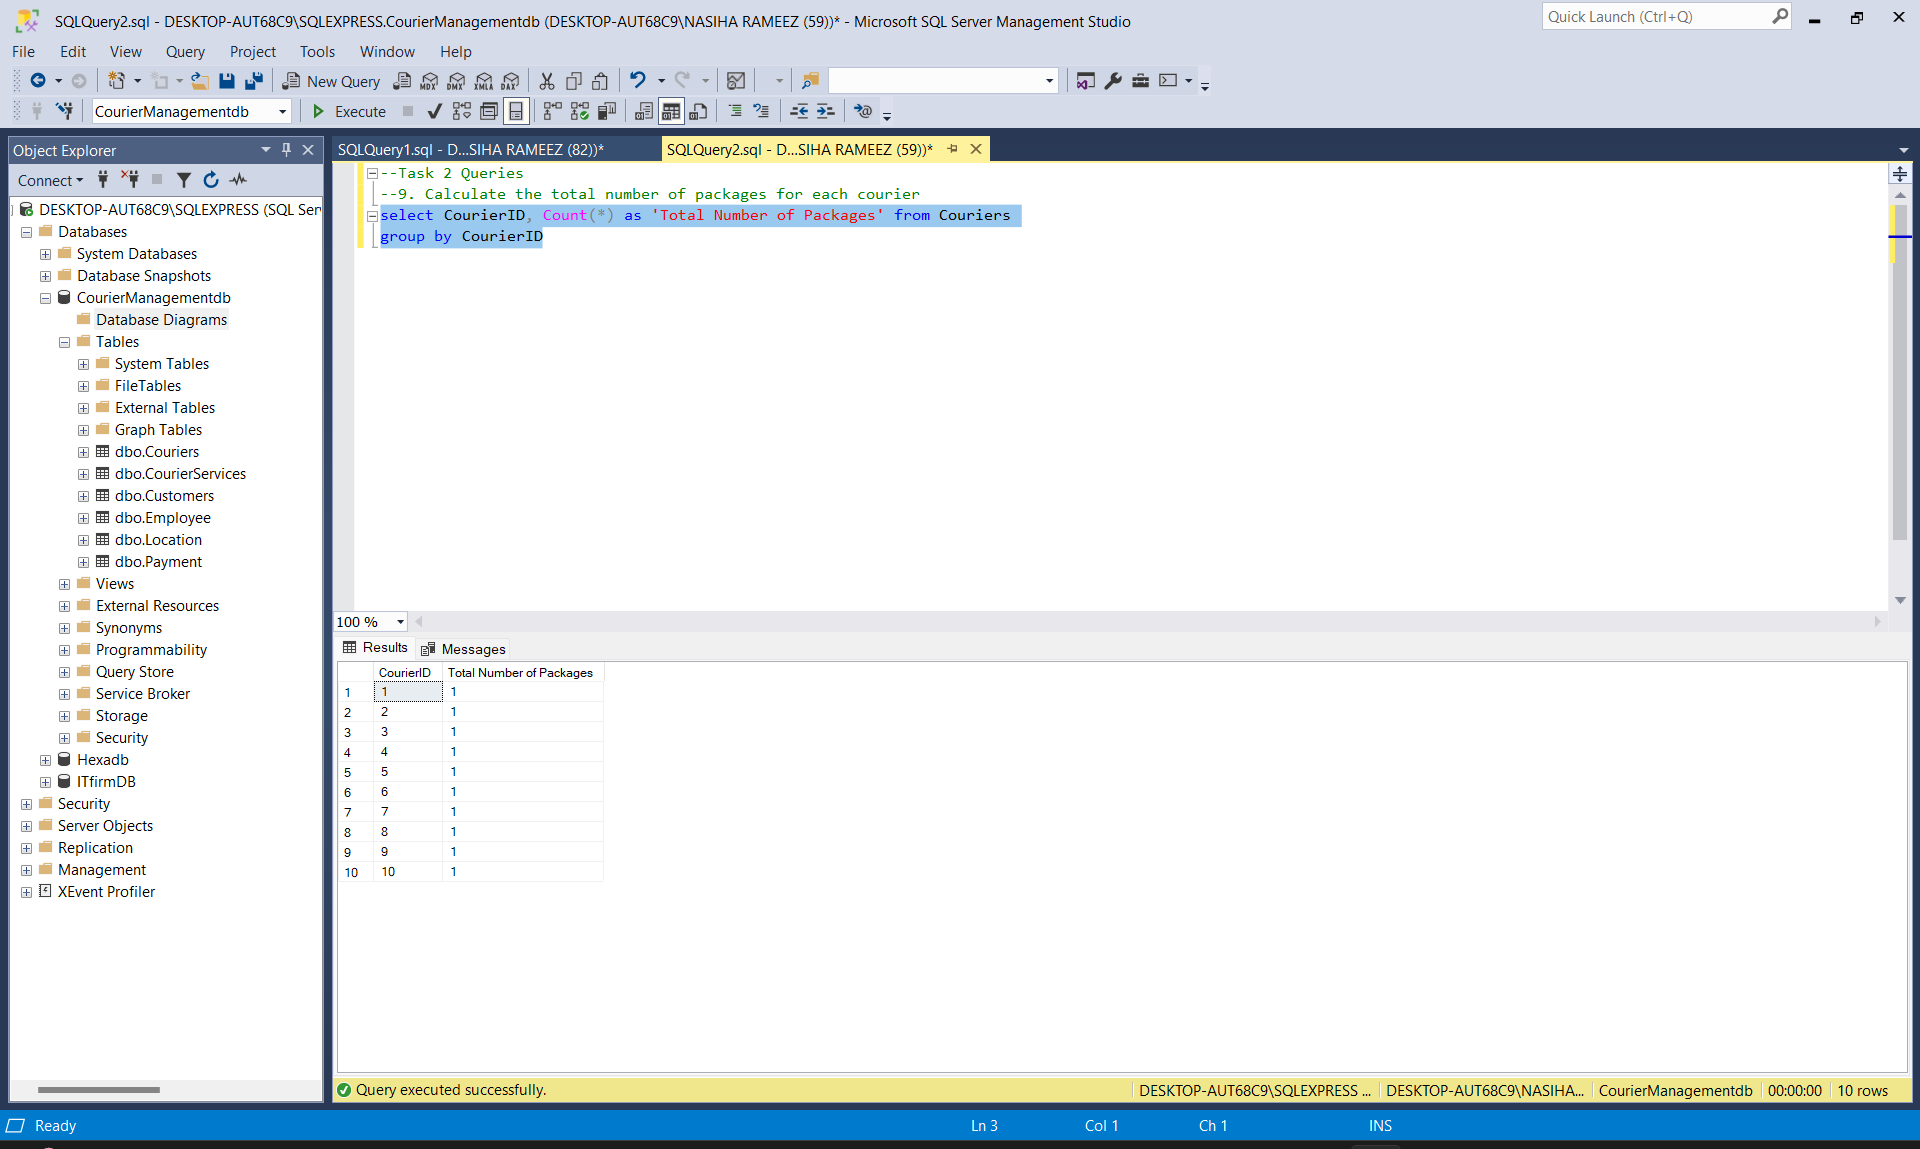 SQLQuery2.sql - DESKTOP-AUT68C9\SQLEXPRESS.CourierManagementdb (DESKTOP-AUT68C9\NASIHA RAMEEZ (59))* - Microsoft SQL Server Management Studio
Quick Launch (Ctrl+Q)
File Edit View Query Project Tools Window Help
New Query MDX DMX XMLA DAX
CourierManagementdb Execute
Object Explorer
SQLQuery1.sql - D...SIHA RAMEEZ (82))*
SQLQuery2.sql - D...SIHA RAMEEZ (59))*
Connect
DESKTOP-AUT68C9\SQLEXPRESS (SQL Ser
Databases
System Databases
Database Snapshots
CourierManagementdb
Database Diagrams
Tables
System Tables
FileTables
External Tables
Graph Tables
dbo.Couriers
dbo.CourierServices
dbo.Customers
dbo.Employee
dbo.Location
dbo.Payment
Views
External Resources
Synonyms
Programmability
Query Store
Service Broker
Storage
Security
Hexadb
ITfirmDB
Security
Server Objects
Replication
Management
XEvent Profiler
--Task 2 Queries
--9. Calculate the total number of packages for each courier
select CourierID, Count(*) as 'Total Number of Packages' from Couriers
group by CourierID
100 %
Results Messages
CourierID Total Number of Packages
1 1 1
2 2 1
3 3 1
4 4 1
5 5 1
6 6 1
7 7 1
8 8 1
9 9 1
10 10 1
Query executed successfully.
DESKTOP-AUT68C9\SQLEXPRESS ... DESKTOP-AUT68C9\NASIHA... CourierManagementdb 00:00:00 10 rows
Ready Ln 3 Col 1 Ch 1 INS